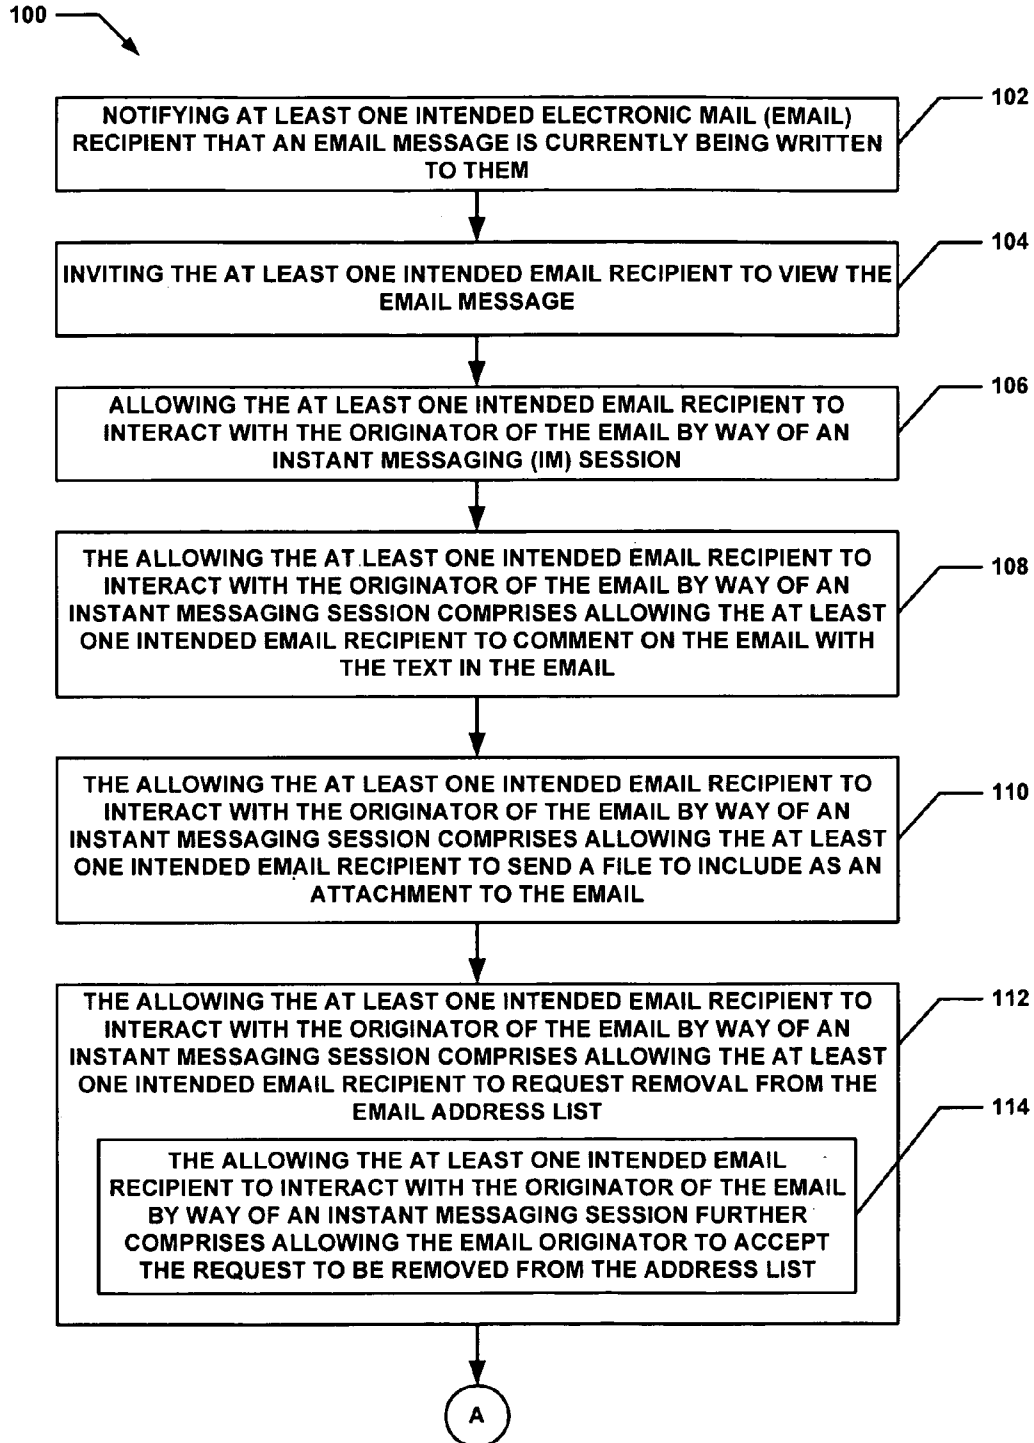 100
NOTIFYING AT LEAST ONE INTENDED ELECTRONIC MAIL (EMAIL)
RECIPIENT THAT AN EMAIL MESSAGE IS CURRENTLY BEING WRITTEN
TO THEM
102
INVITING THE AT LEAST ONE INTENDED EMAIL RECIPIENT TO VIEW THE
EMAIL MESSAGE
104
ALLOWING THE AT LEAST ONE INTENDED EMAIL RECIPIENT TO
INTERACT WITH THE ORIGINATOR OF THE EMAIL BY WAY OF AN
INSTANT MESSAGING (IM) SESSION
106
THE ALLOWING THE AT LEAST ONE INTENDED EMAIL RECIPIENT TO
INTERACT WITH THE ORIGINATOR OF THE EMAIL BY WAY OF AN
INSTANT MESSAGING SESSION COMPRISES ALLOWING THE AT LEAST
ONE INTENDED EMAIL RECIPIENT TO COMMENT ON THE EMAIL WITH
THE TEXT IN THE EMAIL
108
THE ALLOWING THE AT LEAST ONE INTENDED EMAIL RECIPIENT TO
INTERACT WITH THE ORIGINATOR OF THE EMAIL BY WAY OF AN
INSTANT MESSAGING SESSION COMPRISES ALLOWING THE AT LEAST
ONE INTENDED EMAIL RECIPIENT TO SEND A FILE TO INCLUDE AS AN
ATTACHMENT TO THE EMAIL
110
THE ALLOWING THE AT LEAST ONE INTENDED EMAIL RECIPIENT TO
INTERACT WITH THE ORIGINATOR OF THE EMAIL BY WAY OF AN
INSTANT MESSAGING SESSION COMPRISES ALLOWING THE AT LEAST
ONE INTENDED EMAIL RECIPIENT TO REQUEST REMOVAL FROM THE
EMAIL ADDRESS LIST
112
THE ALLOWING THE AT LEAST ONE INTENDED EMAIL
RECIPIENT TO INTERACT WITH THE ORIGINATOR OF THE EMAIL
BY WAY OF AN INSTANT MESSAGING SESSION FURTHER
COMPRISES ALLOWING THE EMAIL ORIGINATOR TO ACCEPT
THE REQUEST TO BE REMOVED FROM THE ADDRESS LIST
114
A